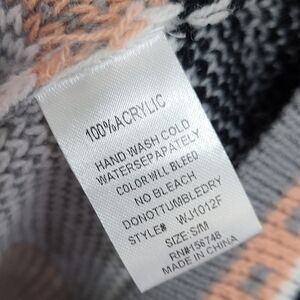 100%ACRYLIC
HAND WASH COLD
WATERSEPAPATELY
COLOR WILL BLEED
NO BLEACH
DONOTTUMBLEDRY
STYLE# WJ1012F
SIZE:S/M
RN#156748
MADE IN CHINA